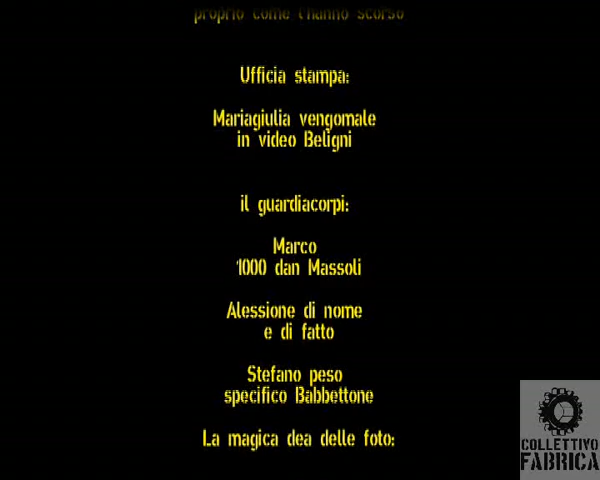 proprio come l'hanno scorso
Ufficia stampa:
Mariagiulia vengomale
in video Beligni
il guardiacorpi:
Marco
1000 dan Massoli
Alessione di nome
e di fatto
Stefano peso
specifico Babbettone
La magica dea delle foto:
COLLETTIVO
FABRICA